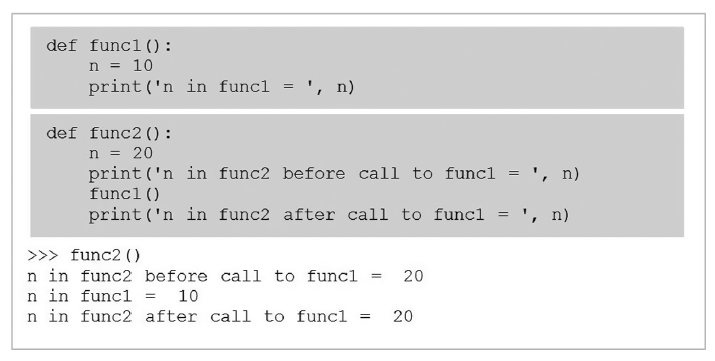 def func1():
    n = 10
    print('n in func1 = ', n)
def func2():
    n = 20
    print('n in func2 before call to func1 = ', n)
    func1()
    print('n in func2 after call to func1 = ', n)
>>> func2()
n in func2 before call to func1 =  20
n in func1 =  10
n in func2 after call to func1 =  20